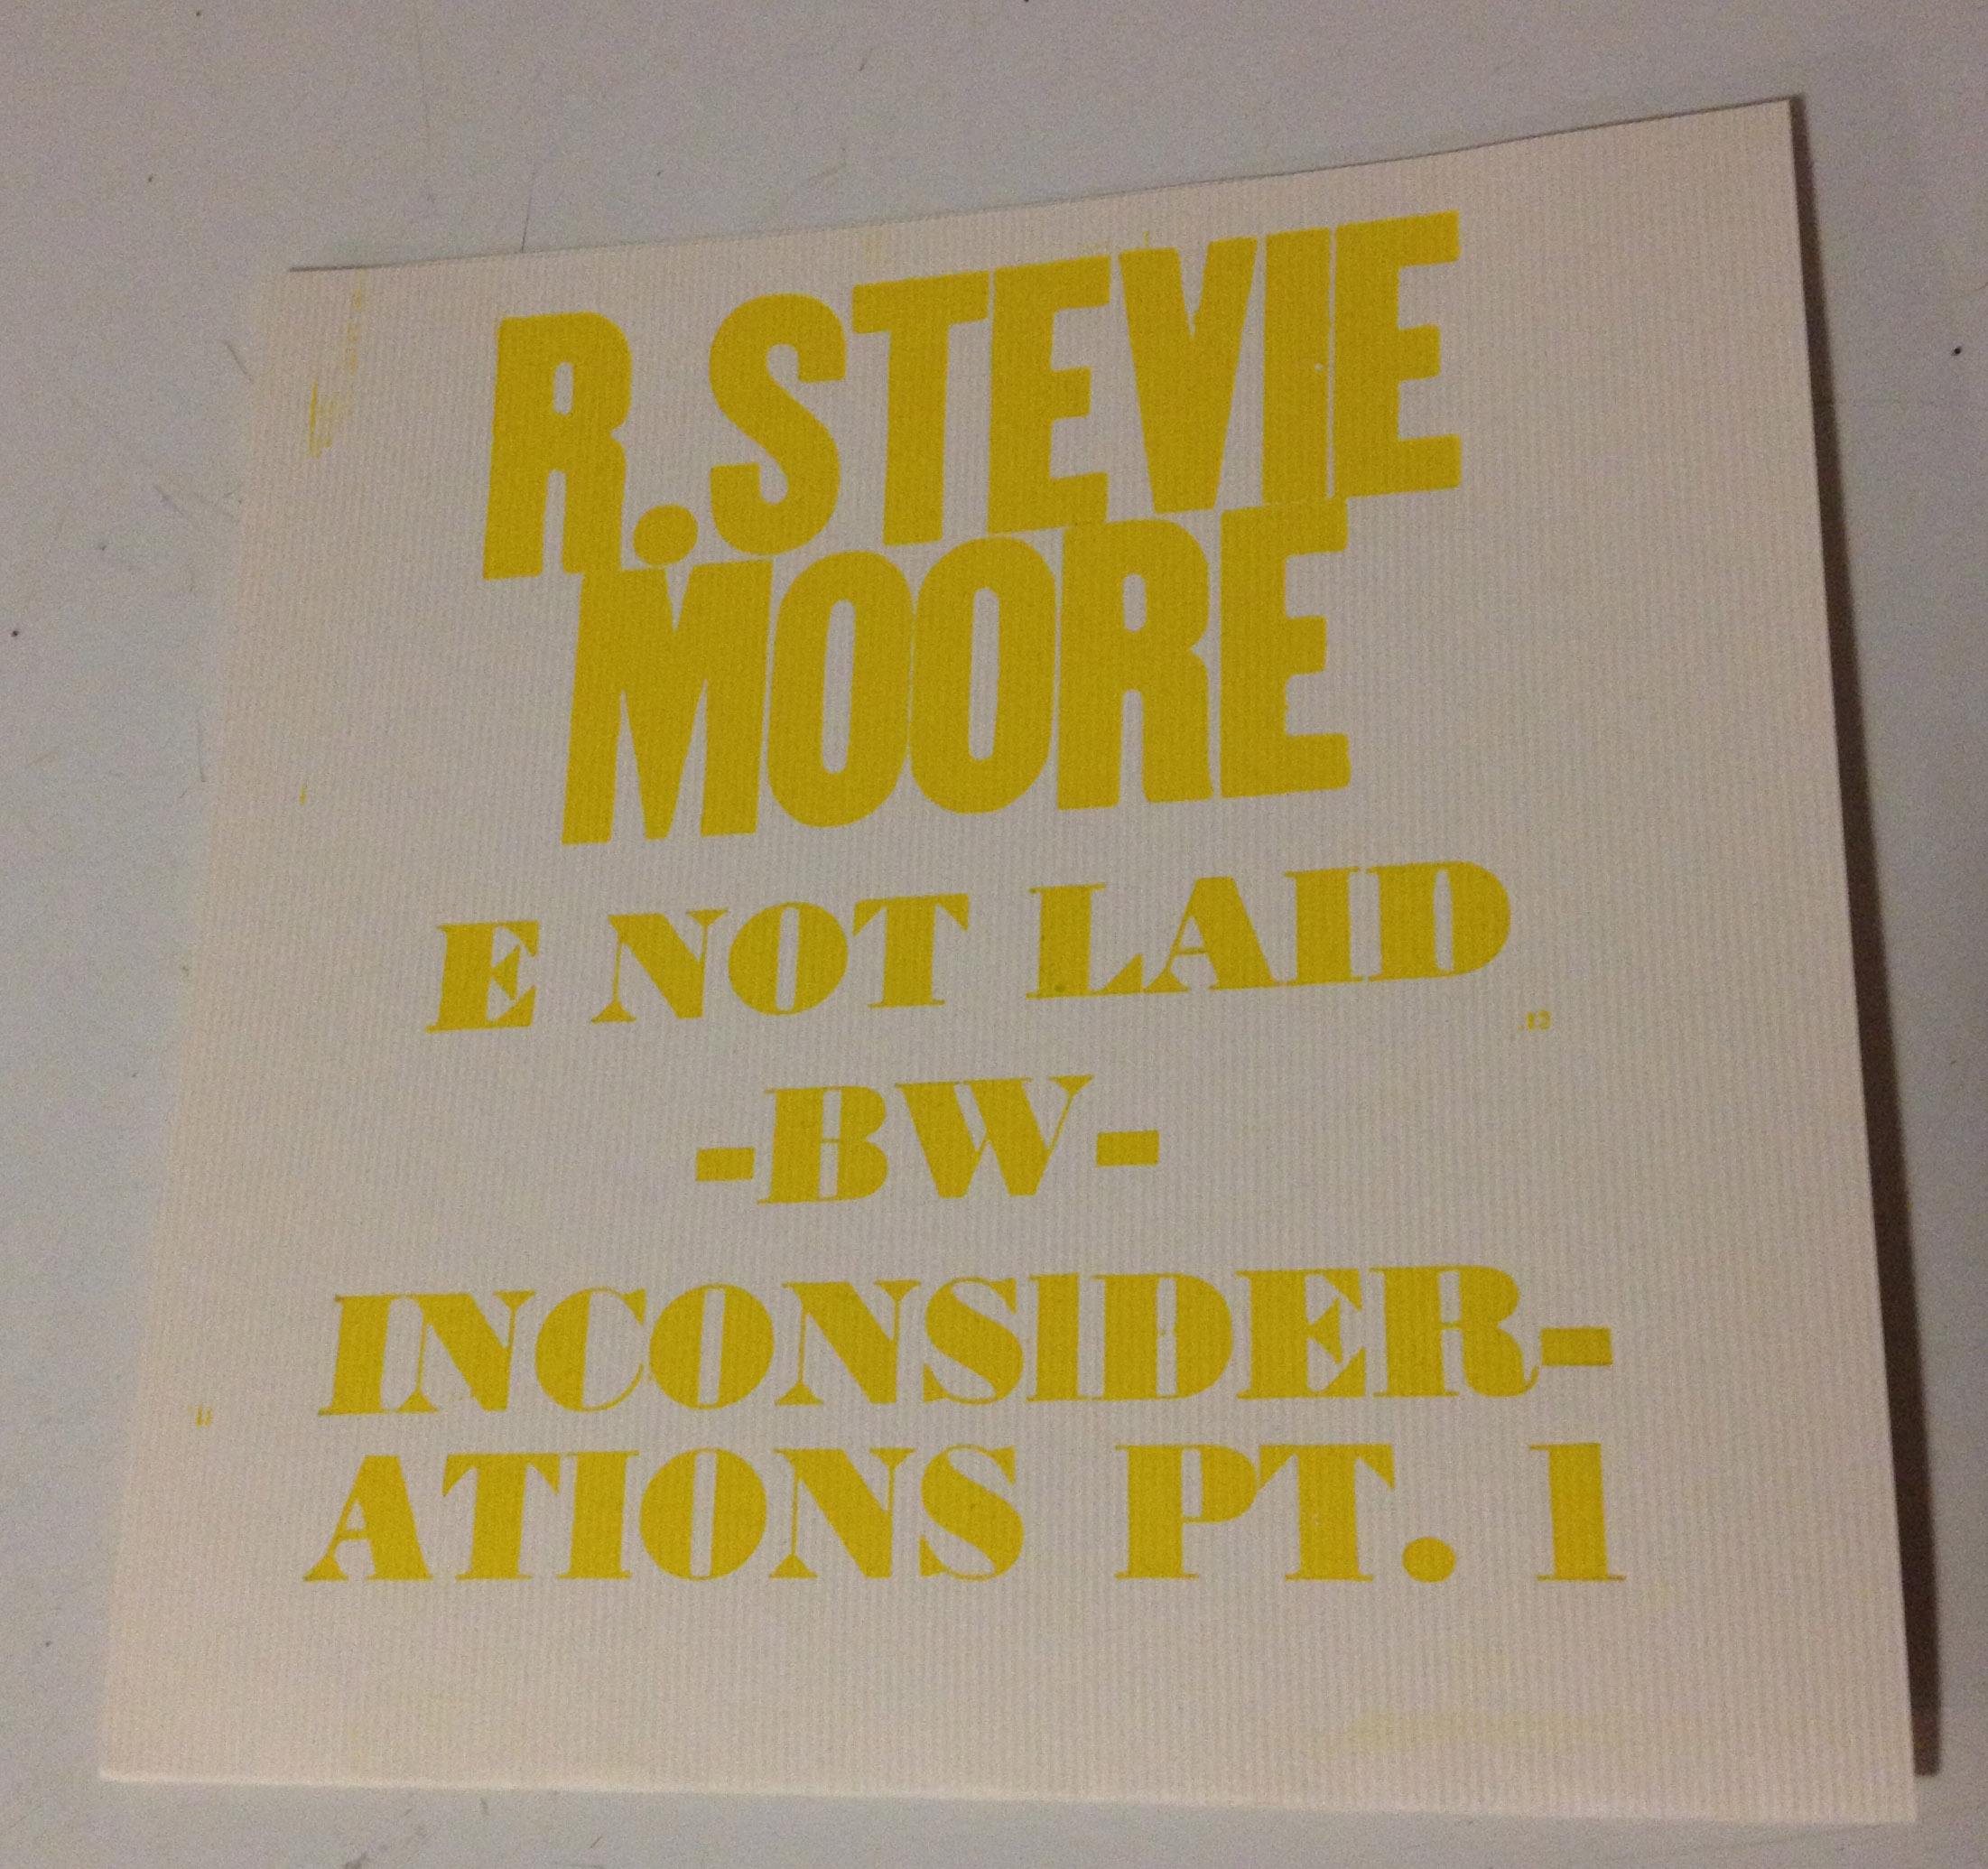 R.STEVIE
MOORE
E NOT LAID
-BW-
INCONSIDER-
ATIONS PT. 1